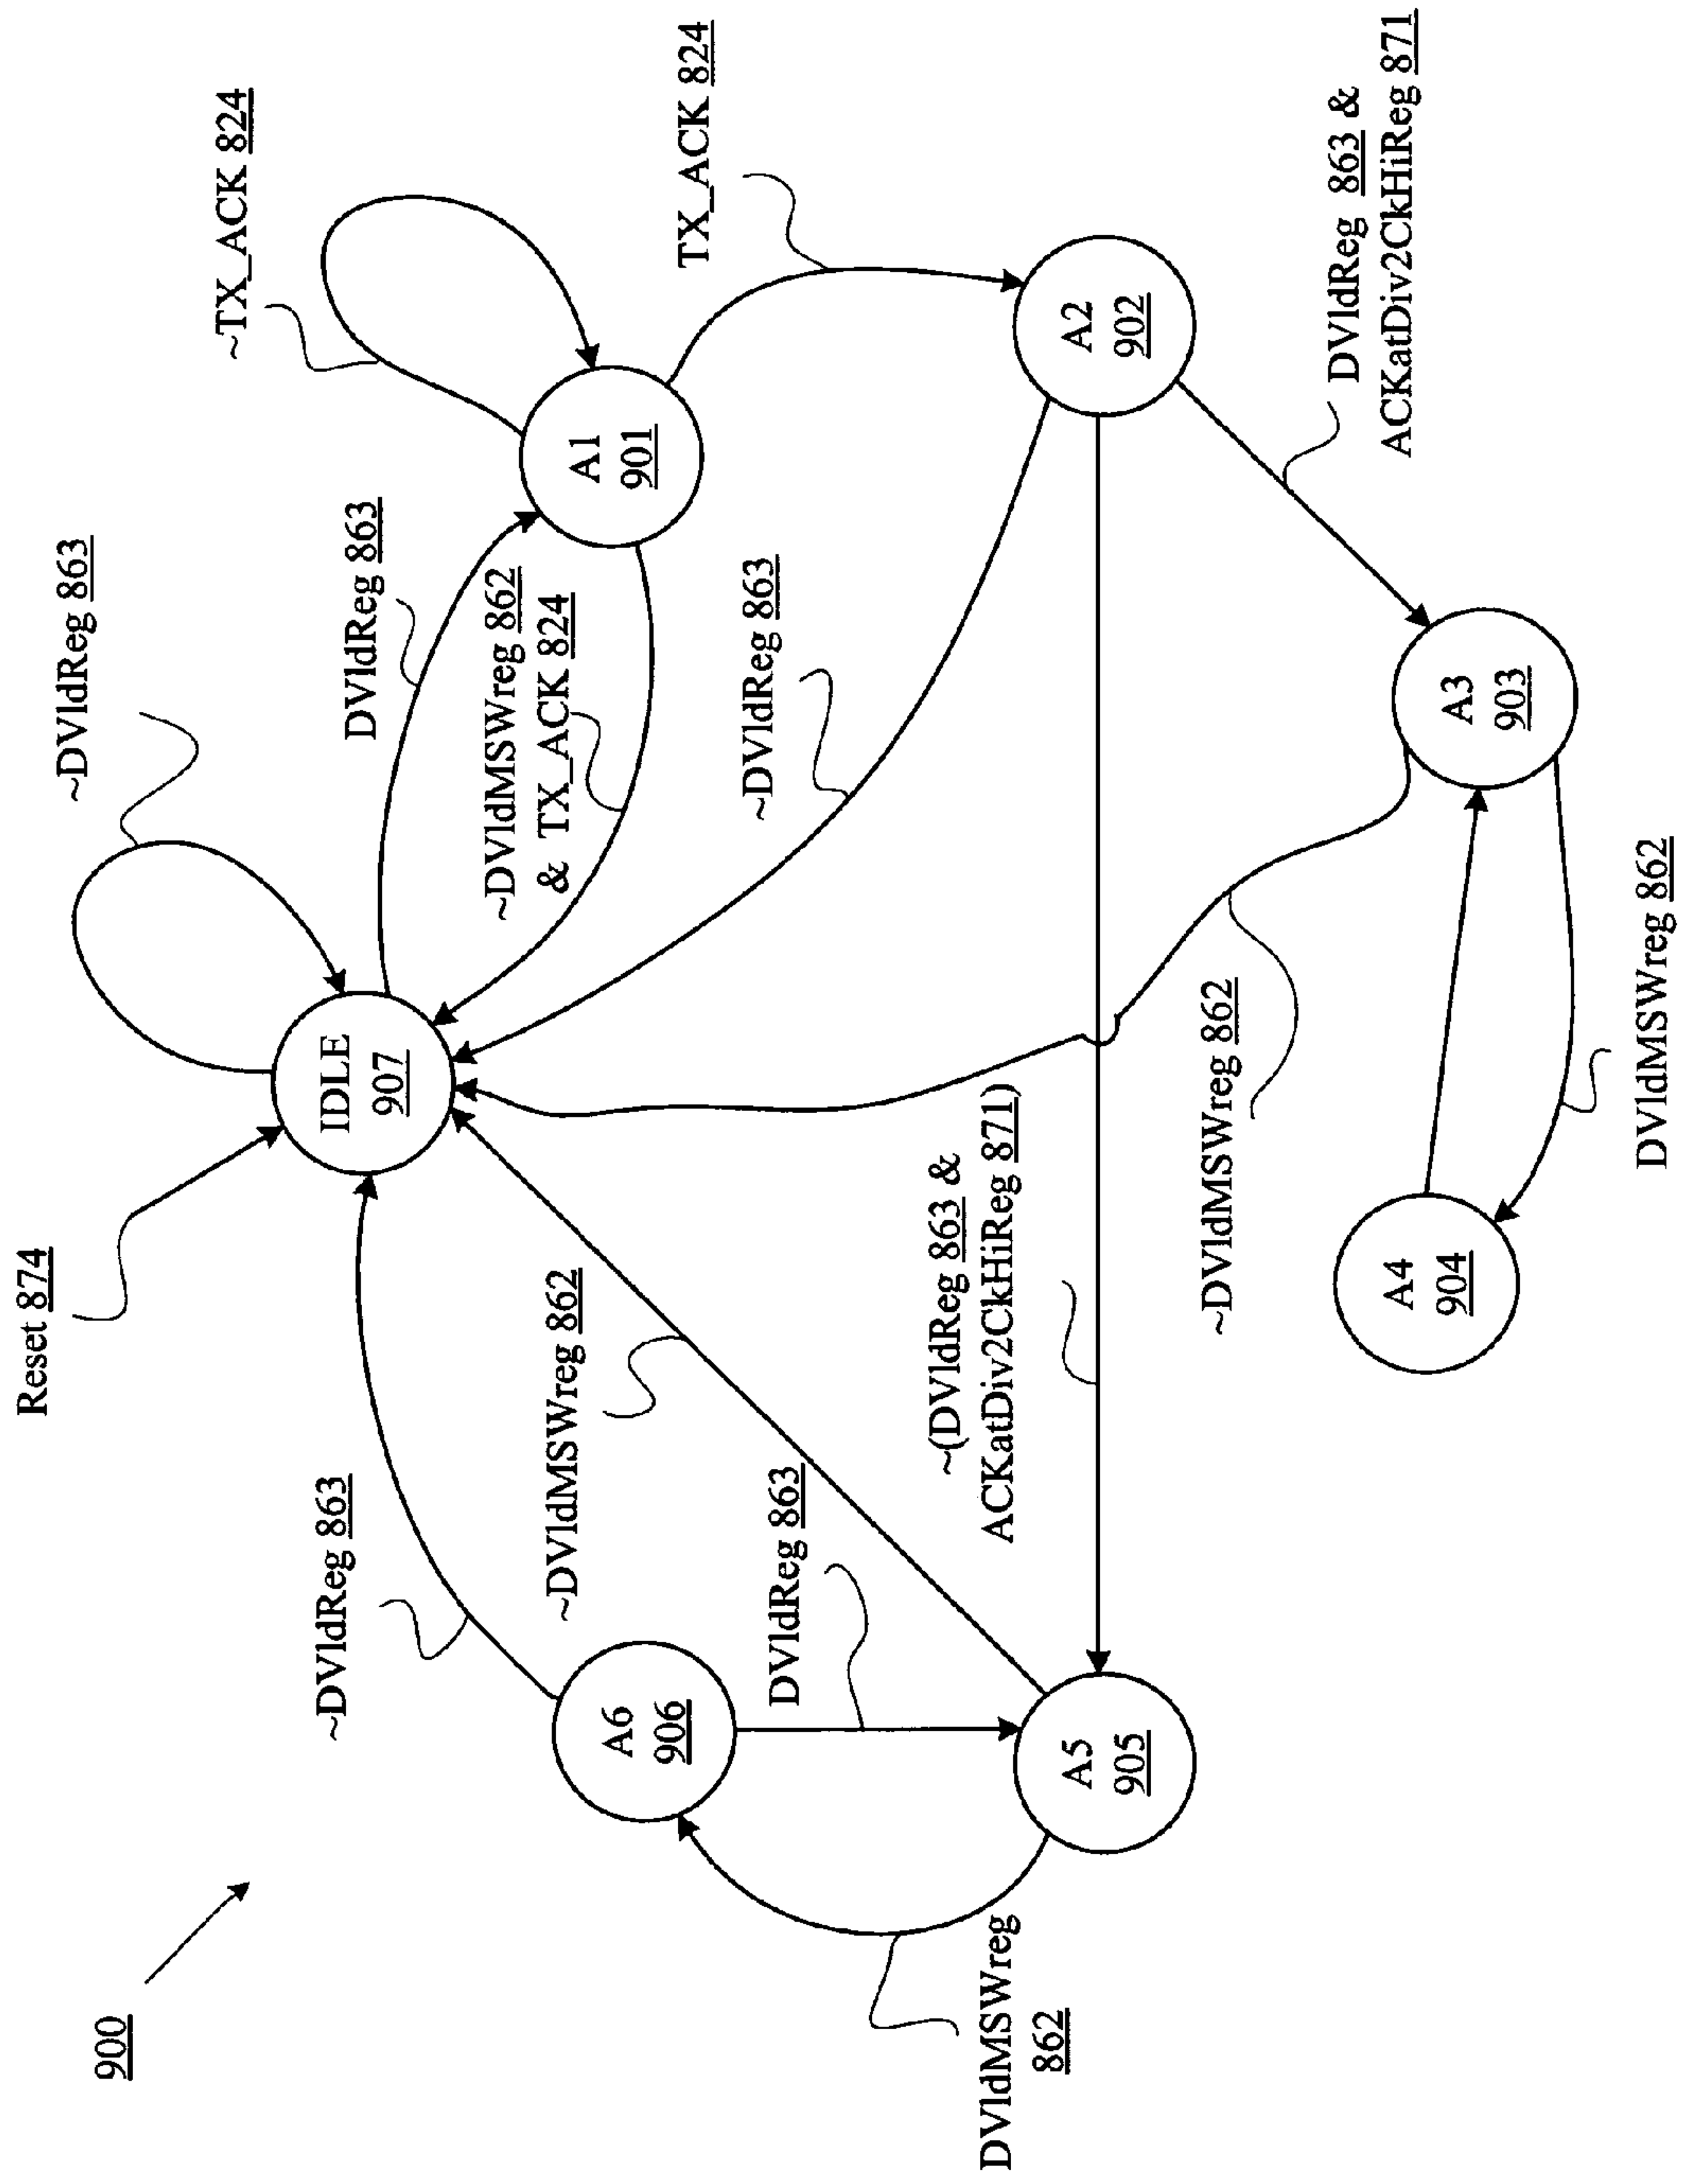 900
Reset 874
~DVldReg 863
~TX_ACK 824
~DVldReg 863
IDLE
907
DVldReg 863
~DVldMSWreg 862
~DVldMSWreg 862
& TX_ACK 824
A1
901
A6
906
TX_ACK 824
DVldReg 863
~DVldReg 863
DVldMSWreg
862
~(DVldReg 863 &
ACKatDiv2CkHiReg 871)
A5
905
A2
902
~DVldMSWreg 862
DVldReg 863 &
ACKatDiv2CkHiReg 871
A4
904
A3
903
DVldMSWreg 862